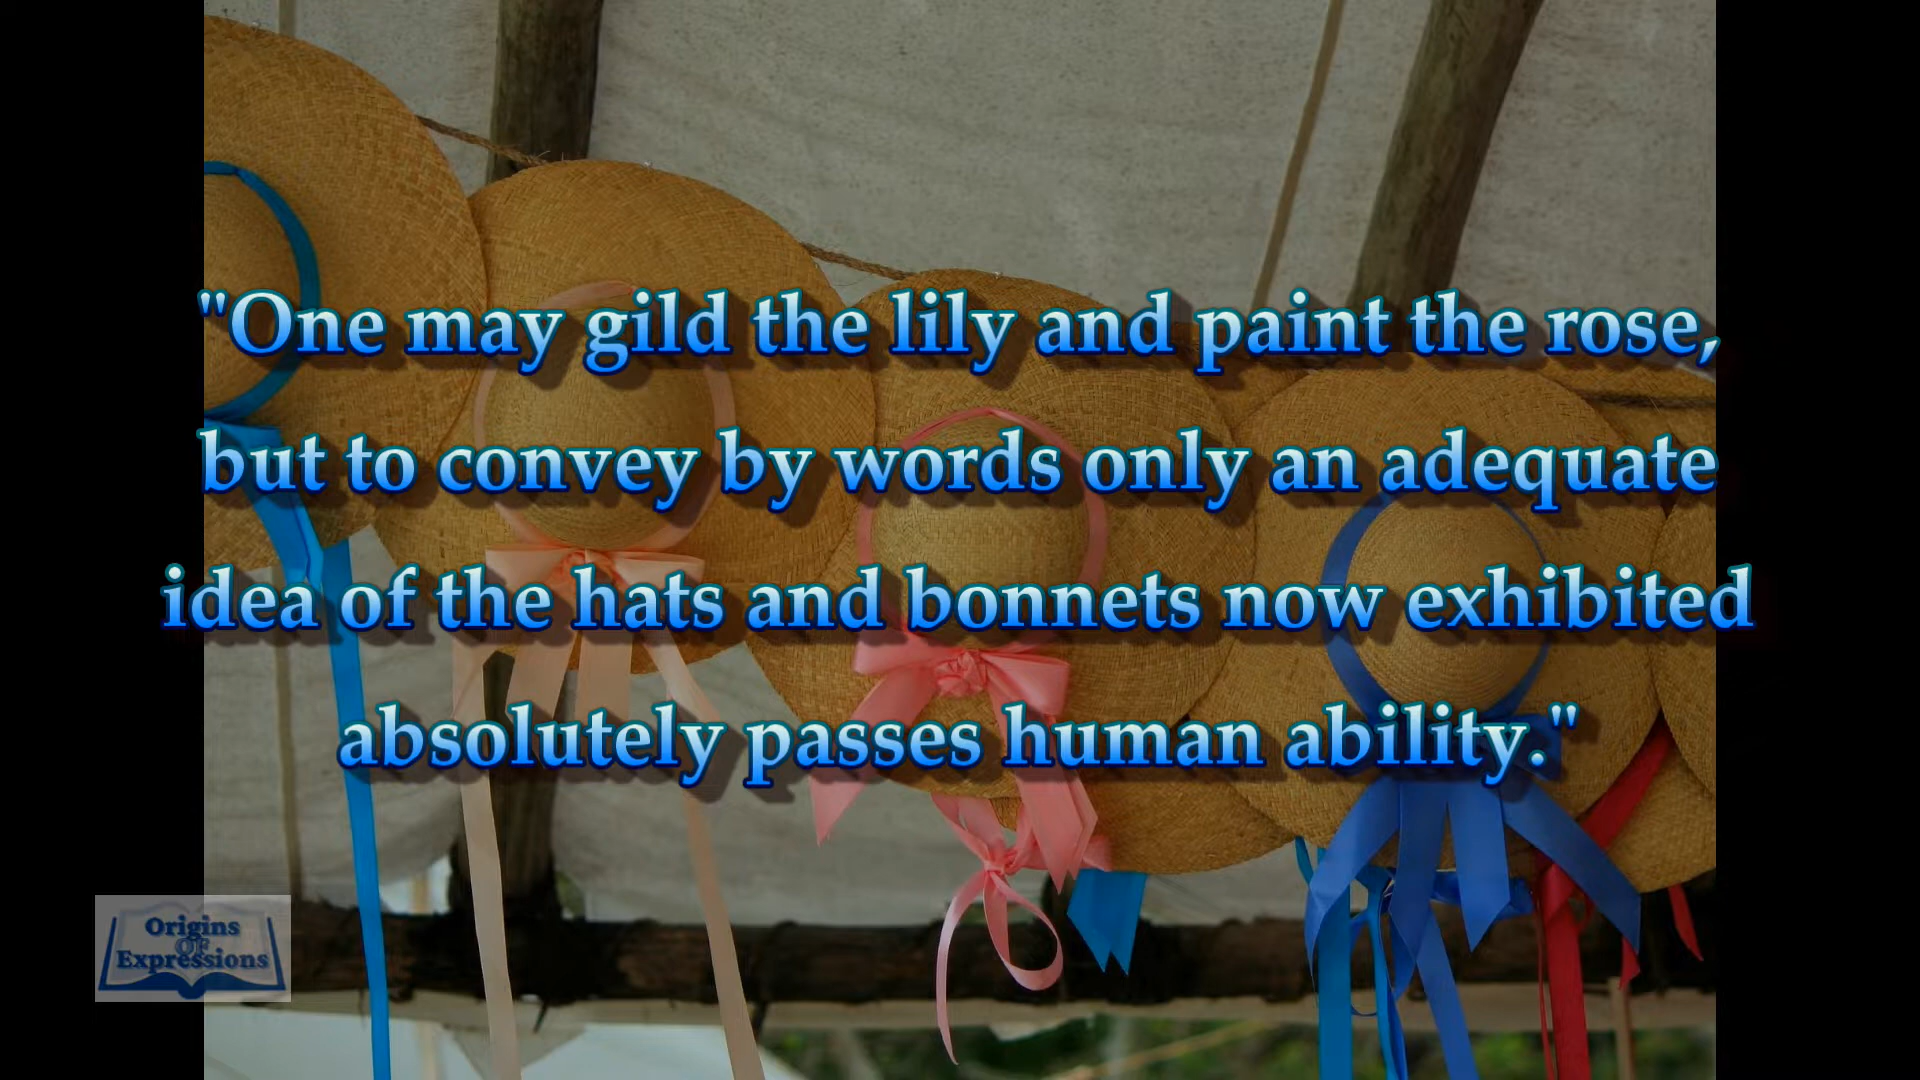 "One may gild the lily and paint the rose,
but to convey by words only an adequate
idea of the hats and bonnets now exhibited
absolutely passes human ability."
Origins
OF
Expressions